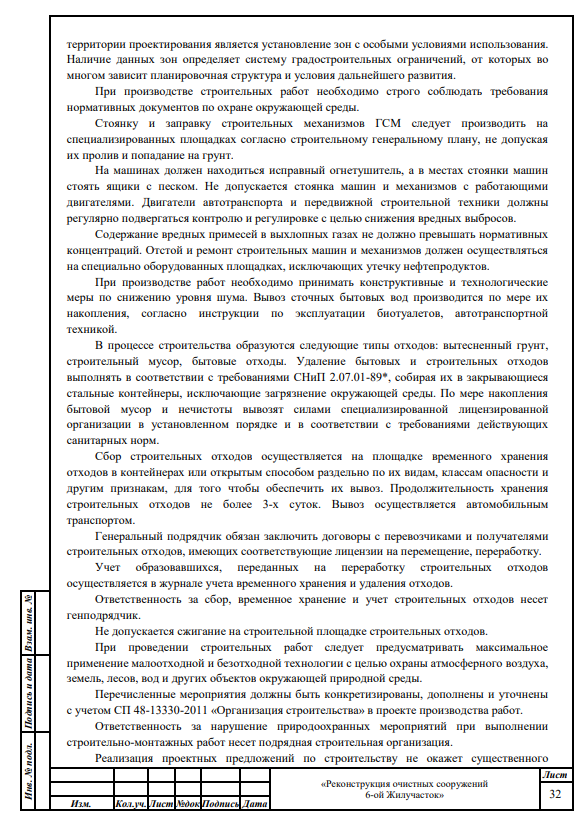 территории проектирования является установление зон с особыми условиями использования.
Наличие данных зон определяет систему градостроительных ограничений, от которых во
многом зависит планировочная структура и условия дальнейшего развития.
При производстве строительных работ необходимо строго соблюдать требования
нормативных документов по охране окружающей среды.
Стоянку и заправку строительных механизмов ГСМ следует производить на
специализированных площадках согласно строительному генеральному плану, не допуская
их пролив и попадание на грунт.
На машинах должен находиться исправный огнетушитель, а в местах стоянки машин
стоять ящики с песком. Не допускается стоянка машин и механизмов с работающими
двигателями. Двигатели автотранспорта и передвижной строительной техники должны
регулярно подвергаться контролю и регулировке с целью снижения вредных выбросов.
Содержание вредных примесей в выхлопных газах не должно превышать нормативных
концентраций. Отстой и ремонт строительных машин и механизмов должен осуществляться
на специально оборудованных площадках, исключающих утечку нефтепродуктов.
При производстве работ необходимо принимать конструктивные и технологические
меры по снижению уровня шума. Вывоз сточных бытовых вод производится по мере их
накопления, согласно инструкции по эксплуатации биотуалетов, автотранспортной
техникой.
В процессе строительства образуются следующие типы отходов: вытесненный грунт,
строительный мусор, бытовые отходы. Удаление бытовых и строительных отходов
выполнять в соответствии с требованиями СНиП 2.07.01-89*, собирая их в закрывающиеся
стальные контейнеры, исключающие загрязнение окружающей среды. По мере накопления
бытовой мусор и нечистоты вывозят силами специализированной лицензированной
организации в установленном порядке и в соответствии с требованиями действующих
санитарных норм.
Сбор строительных отходов осуществляется на площадке временного хранения
отходов в контейнерах или открытым способом раздельно по их видам, классам опасности и
другим признакам, для того чтобы обеспечить их вывоз. Продолжительность хранения
строительных отходов не более 3-х суток. Вывоз осуществляется автомобильным
транспортом.
Генеральный подрядчик обязан заключить договоры с перевозчиками и получателями
строительных отходов, имеющих соответствующие лицензии на перемещение, переработку.
Учет образовавшихся, переданных на переработку строительных отходов
осуществляется в журнале учета временного хранения и удаления отходов.
Ответственность за сбор, временное хранение и учет строительных отходов несет
генподрядчик.
Не допускается сжигание на строительной площадке строительных отходов.
При проведении строительных работ следует предусматривать максимальное
применение малоотходной и безотходной технологии с целью охраны атмосферного воздуха,
земель, лесов, вод и других объектов окружающей природной среды.
Перечисленные мероприятия должны быть конкретизированы, дополнены и уточнены
с учетом СП 48-13330-2011 «Организация строительства» в проекте производства работ.
Ответственность за нарушение природоохранных мероприятий при выполнении
строительно-монтажных работ несет подрядная строительная организация.
Реализация проектных предложений по строительству не окажет существенного
Взам. инв. №
Подпись и дата
Инв. № подл.
Изм. Кол.уч. Лист №док Подпись Дата
«Реконструкция очистных сооружений
6-ой Жилучасток»
Лист
32